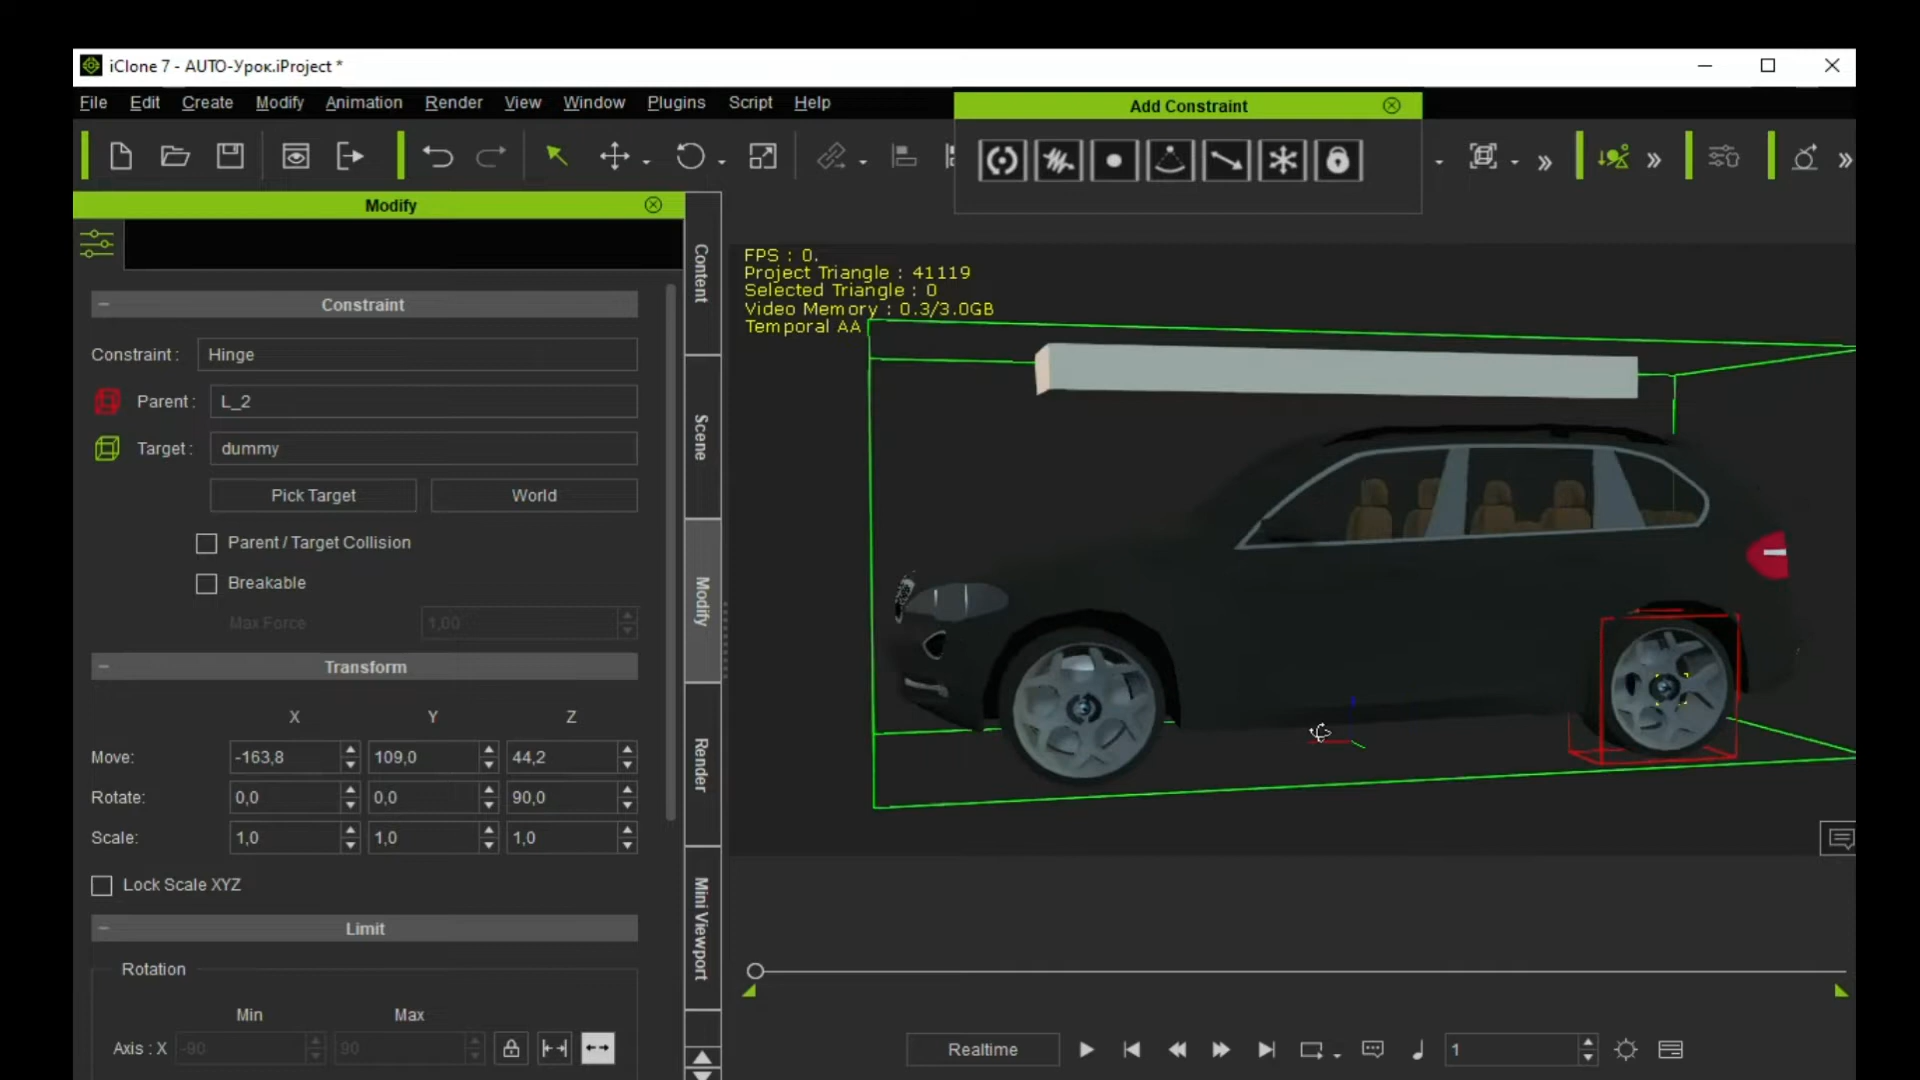 iClone 7 - AUTO-Урок.iProject *
File Edit Create Modify Animation Render View Window Plugins Script Help
Add Constraint
Modify
Content
Scene
Modify
Render
Mini Viewport
Constraint
Constraint : Hinge
Parent : L_2
Target : dummy
Pick Target World
Parent / Target Collision
Breakable
Max Force 1,00
Transform
X Y Z
Move: -163,8 109,0 44,2
Rotate: 0,0 0,0 90,0
Scale: 1,0 1,0 1,0
Lock Scale XYZ
Limit
Rotation
Min Max
Axis : X -90 90
FPS : 0.
Project Triangle : 41119
Selected Triangle : 0
Video Memory : 0.3/3.0GB
Temporal AA
Realtime 1